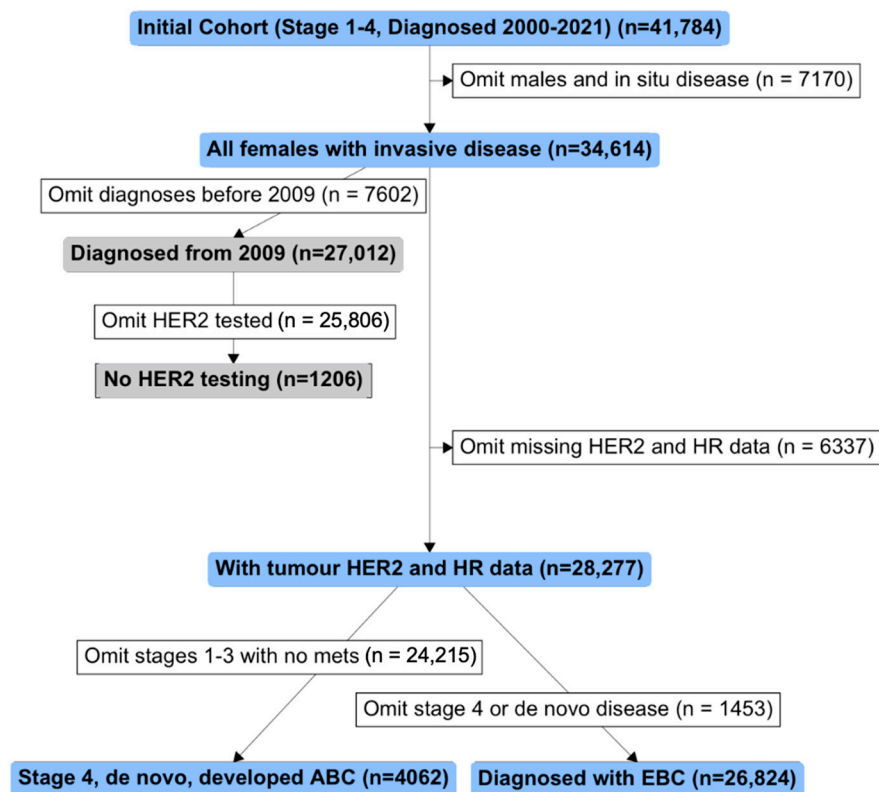 Initial Cohort (Stage 1-4, Diagnosed 2000-2021) (n=41,784)
Omit males and in situ disease (n = 7170)
All females with invasive disease (n=34,614)
Omit diagnoses before 2009 (n = 7602)
Diagnosed from 2009 (n=27,012)
Omit HER2 tested (n = 25,806)
No HER2 testing (n=1206)
Omit missing HER2 and HR data (n = 6337)
With tumour HER2 and HR data (n=28,277)
Omit stages 1-3 with no mets (n = 24,215)
Omit stage 4 or de novo disease (n = 1453)
Stage 4, de novo, developed ABC (n=4062)
Diagnosed with EBC (n=26,824)